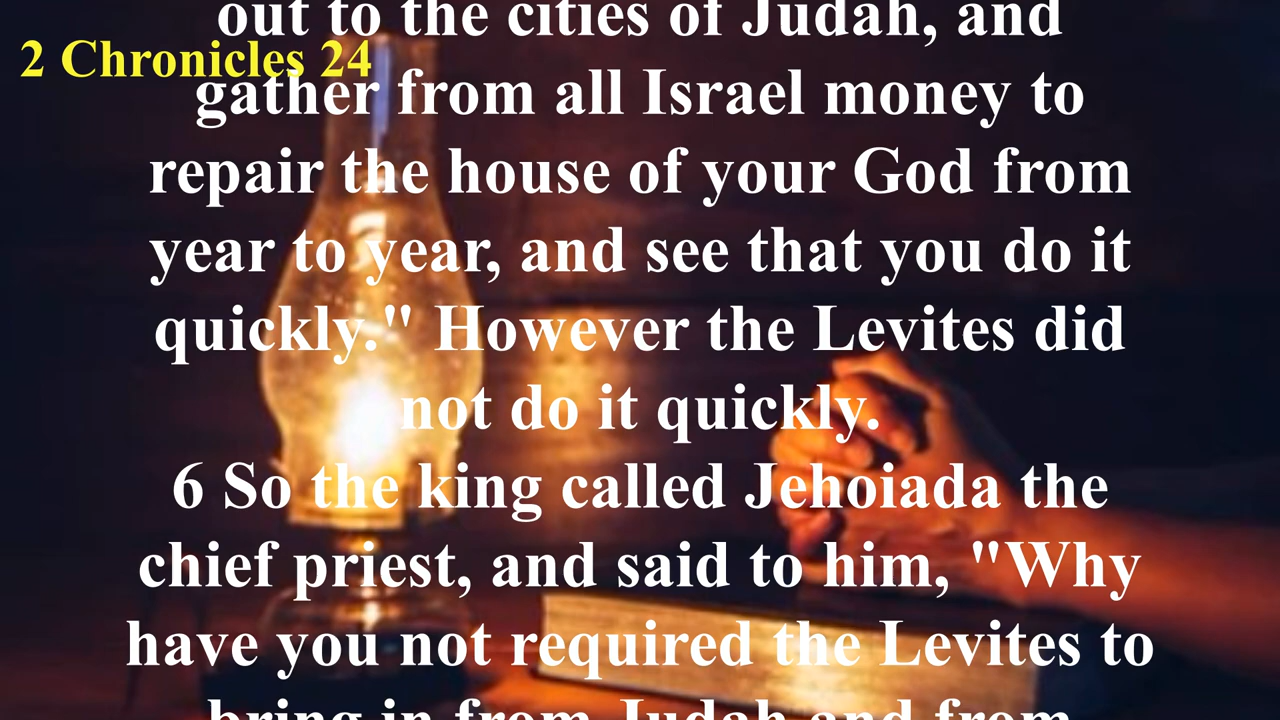 out to the cities of Judah, and
2 Chronicles 24
gather from all Israel money to
repair the house of your God from
year to year, and see that you do it
quickly." However the Levites did
not do it quickly.
6 So the king called Jehoiada the
chief priest, and said to him, "Why
have you not required the Levites to
bring in from Judah and from